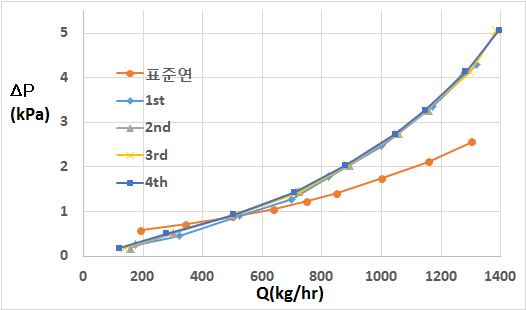 5
ΔP
(kPa)
4
3
2
1
0
표준연
1st
2nd
3rd
4th
0 200 400 600 800 1000 1200 1400
Q(kg/hr)